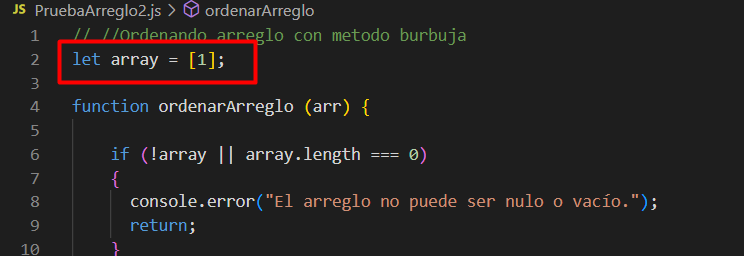 JS PruebaArreglo2.js > ordenarArreglo
1 // //Ordenando arreglo con metodo burbuja
2 let array = [1];
3
4 function ordenarArreglo (arr) {
5
6 if (!array || array.length === 0)
7 {
8 console.error("El arreglo no puede ser nulo o vacío.");
9 return;
10 }